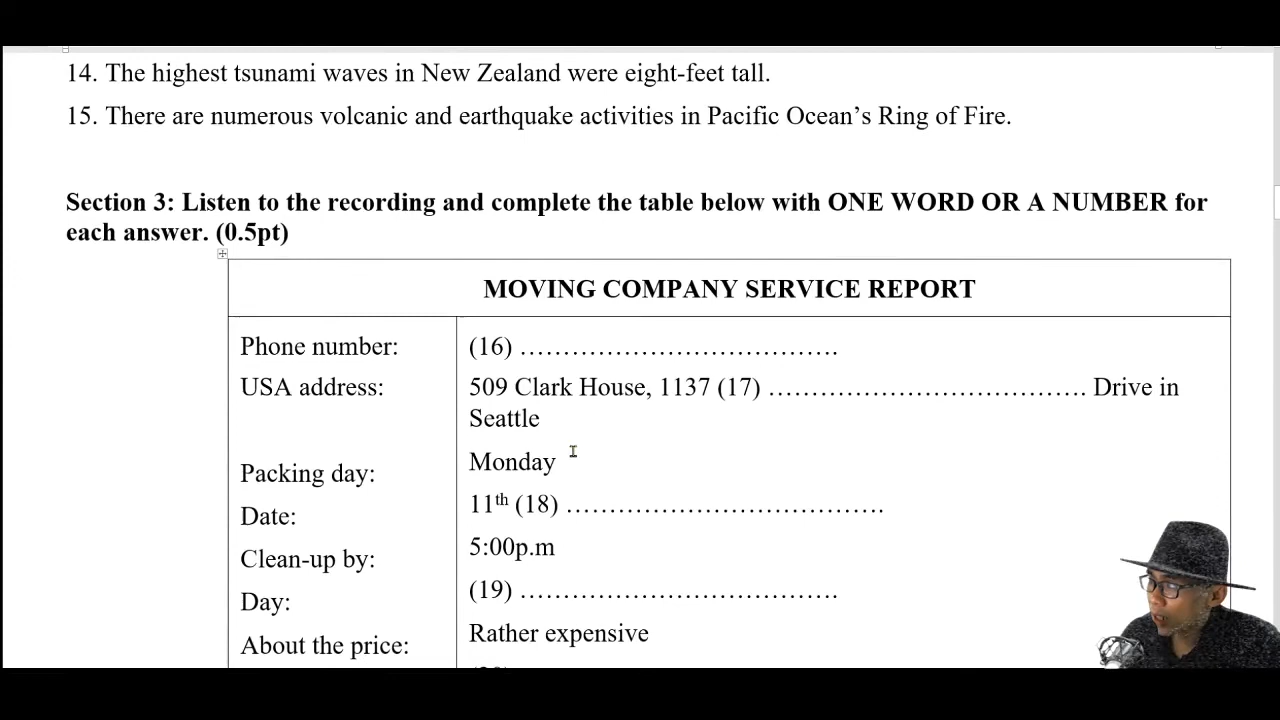 14. The highest tsunami waves in New Zealand were eight-feet tall.
15. There are numerous volcanic and earthquake activities in Pacific Ocean’s Ring of Fire.
Section 3: Listen to the recording and complete the table below with ONE WORD OR A NUMBER for
each answer. (0.5pt)
MOVING COMPANY SERVICE REPORT
Phone number: (16) ……………………………….
USA address: 509 Clark House, 1137 (17) ………………………………. Drive in
Seattle
Packing day: Monday
Date: 11th (18) ……………………………….
Clean-up by: 5:00p.m
Day: (19) ……………………………….
About the price: Rather expensive